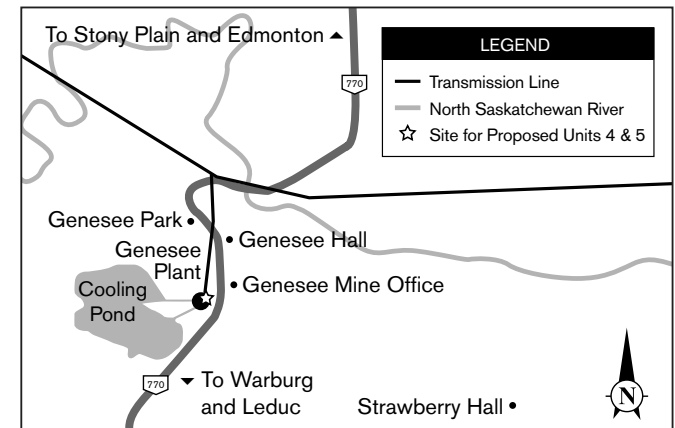 To Stony Plain and Edmonton
LEGEND
770
Transmission Line
North Saskatchewan River
Site for Proposed Units 4 & 5
Genesee Park
Genesee Hall
Genesee
Plant
Genesee Mine Office
Cooling
Pond
770
To Warburg
and Leduc
Strawberry Hall
N